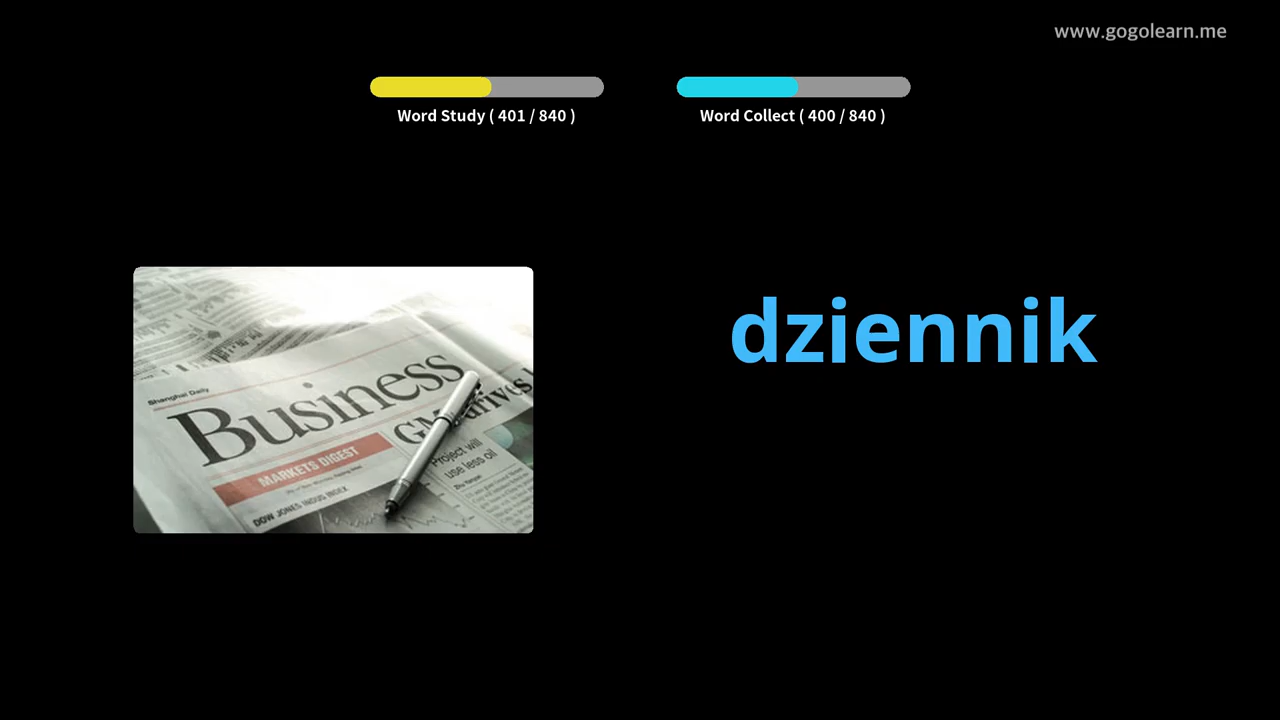 www.gogolearn.me
Word Study ( 401 / 840 )
Word Collect ( 400 / 840 )
dziennik
Shanghai Daily
Business
MARKETS DIGEST
DOW JONES INDUS INDEX
GM drives
Project will
use less oil